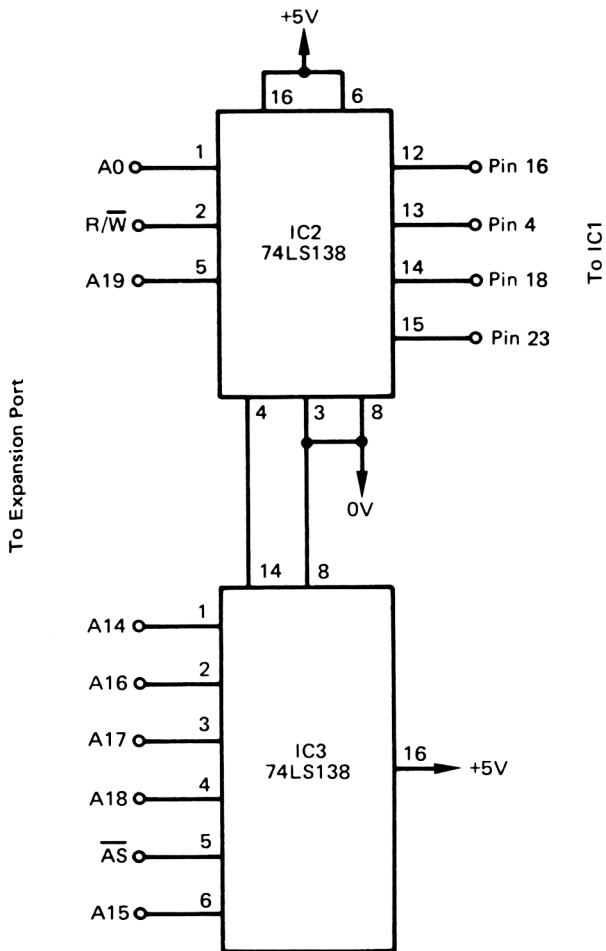 +5V
16 6
A0 1 12 Pin 16
R/W̅ 2 13 Pin 4
IC2
74LS138
A19 5 14 Pin 18
15 Pin 23
To IC1
4 3 8
0V
To Expansion Port
14 8
A14 1
A16 2
A17 3
IC3
74LS138
16 +5V
A18 4
A̅S̅ 5
A15 6